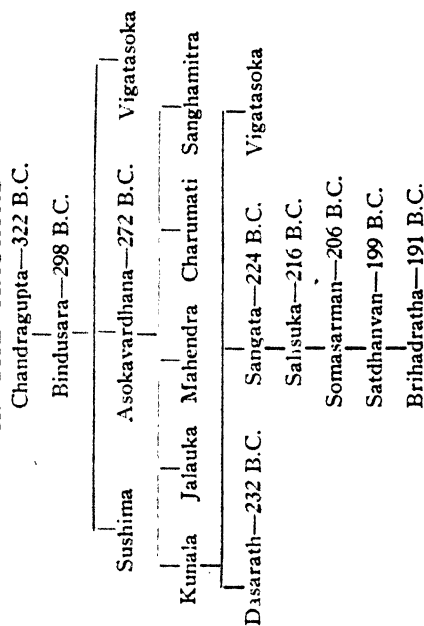 Chandragupta—322 B.C.
Bindusara—298 B.C.
Sushima Asokavardhana—272 B.C. Vigatasoka
Kunala Jalauka Mahendra Charumati Sanghamitra
Dasarath—232 B.C. Sangata—224 B.C. Vigatasoka
Salisuka—216 B.C.
Somasarman—206 B.C.
Satdhanvan—199 B.C.
Brihadratha—191 B.C.